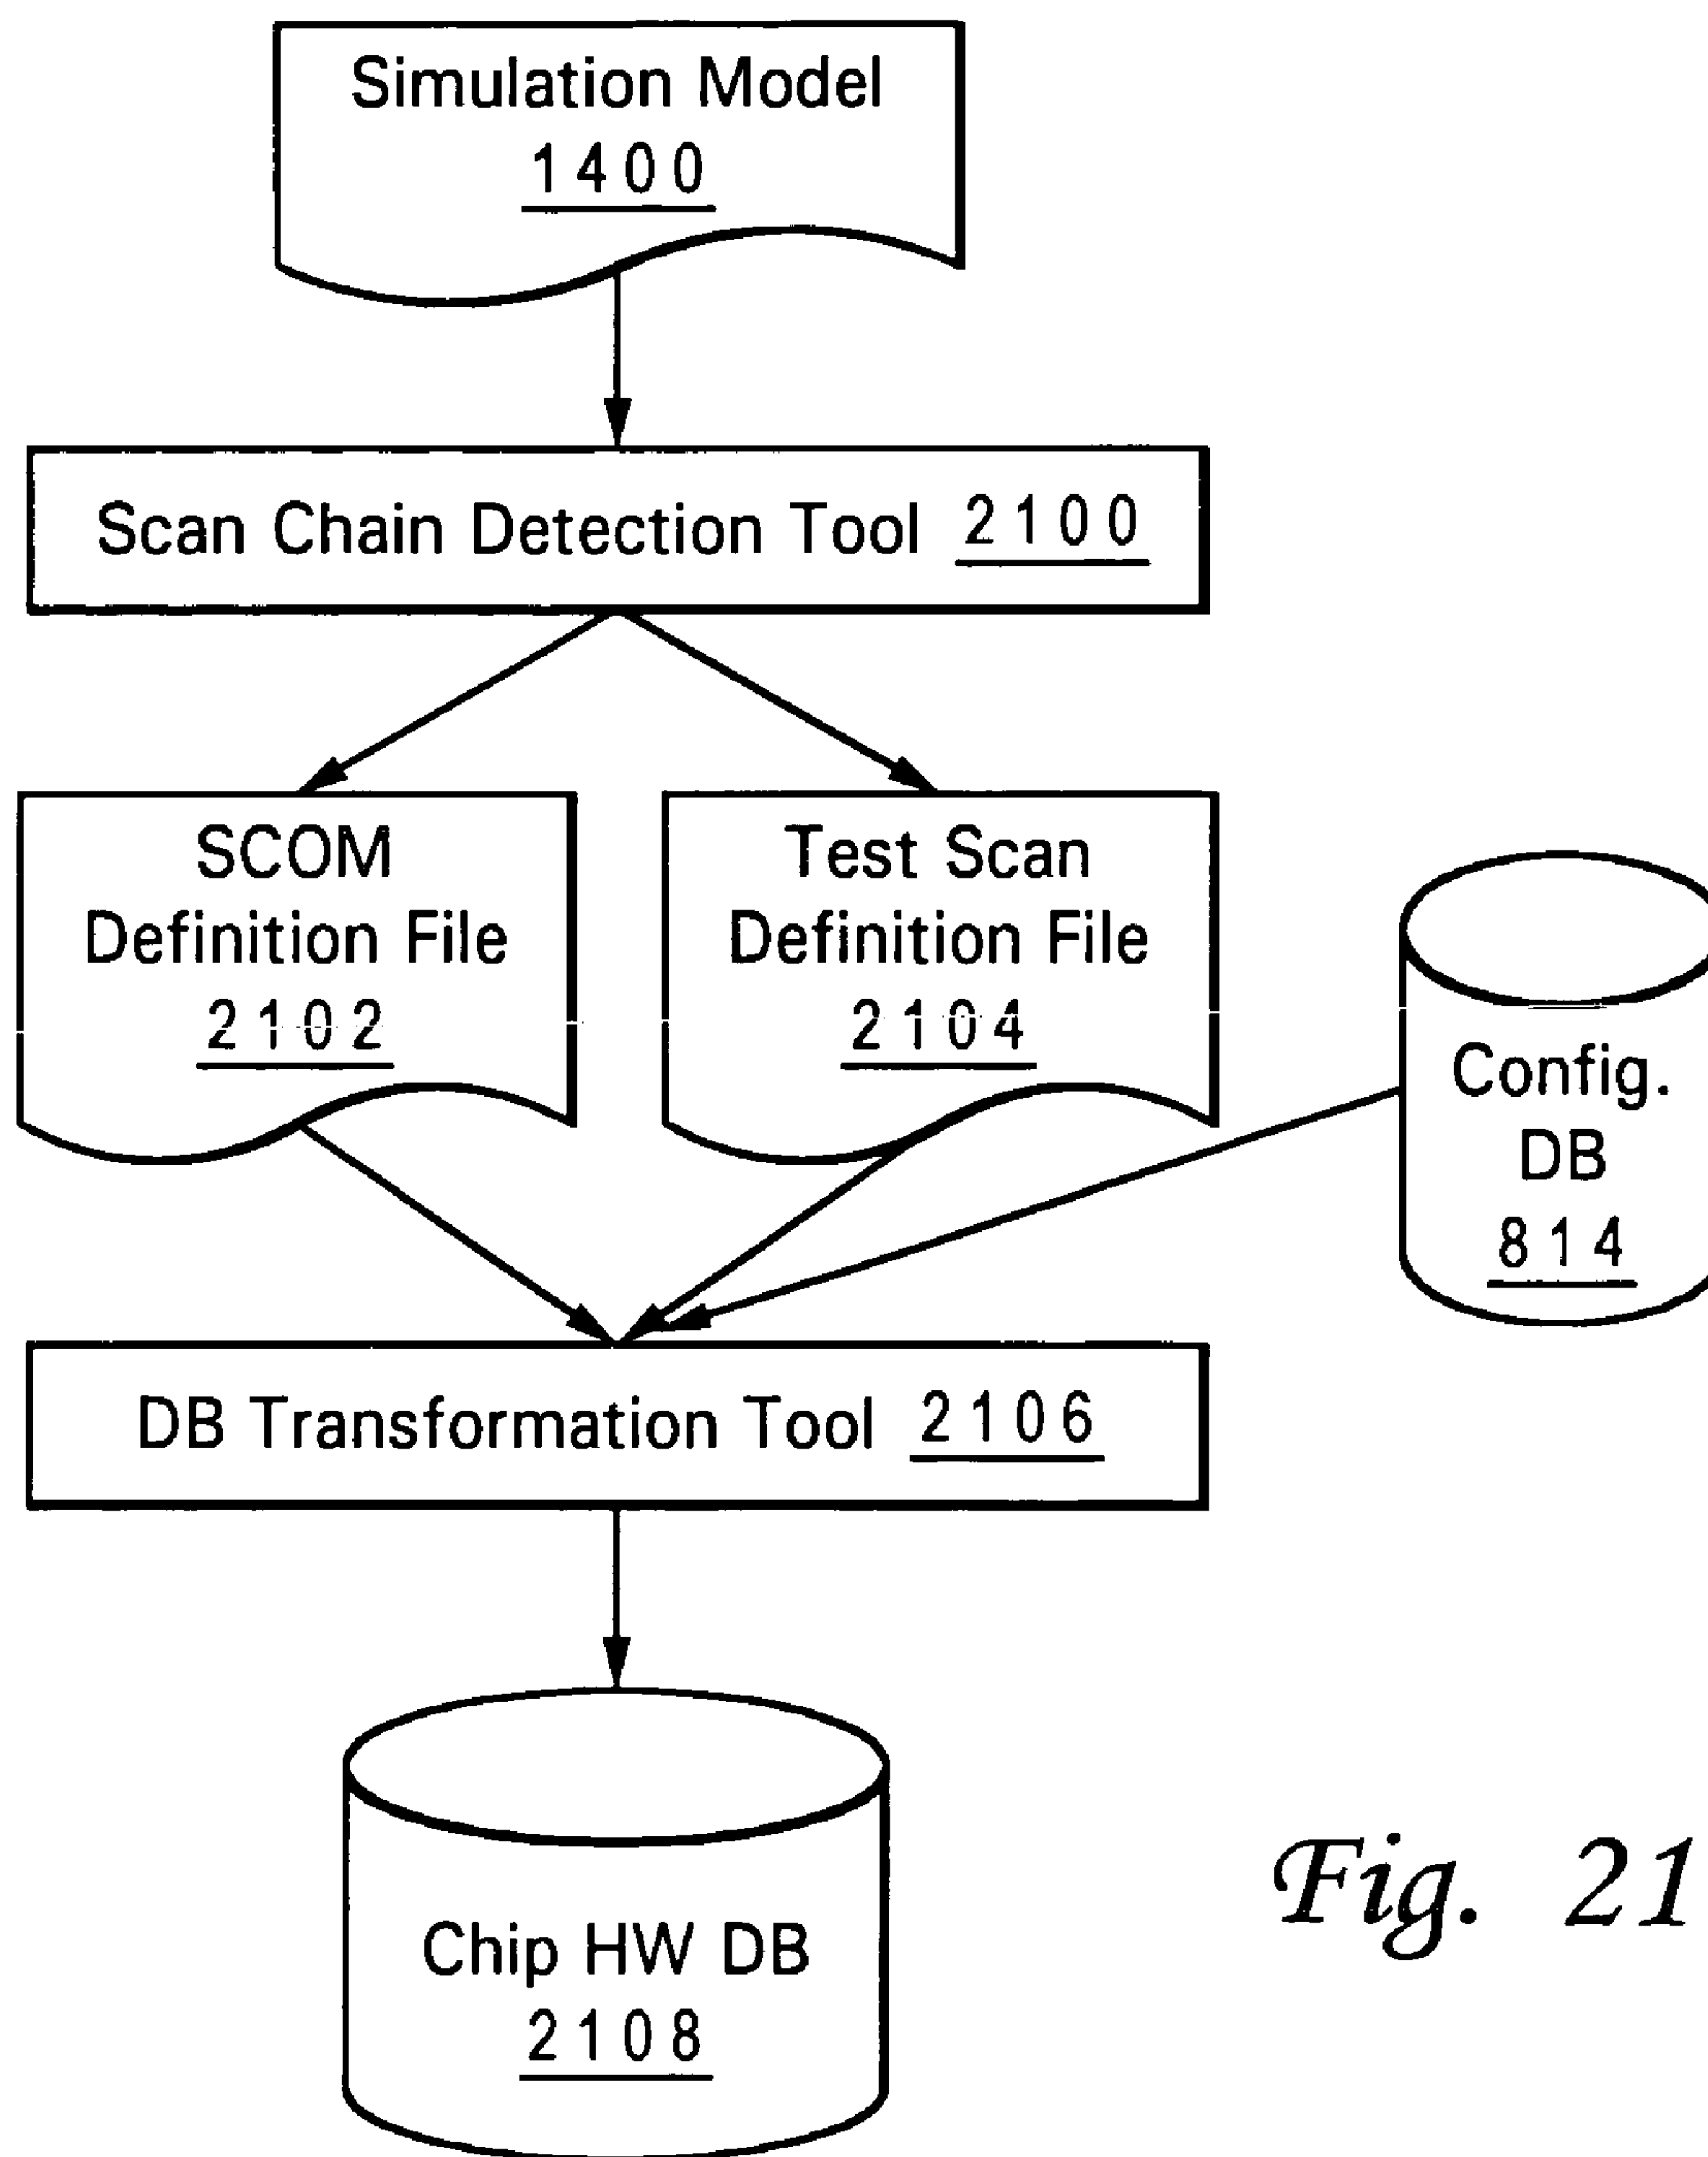 Simulation Model
1400
Scan Chain Detection Tool 2100
SCOM
Definition File
2102
Test Scan
Definition File
2104
Config.
DB
814
DB Transformation Tool 2106
Chip HW DB
2108
Fig. 21